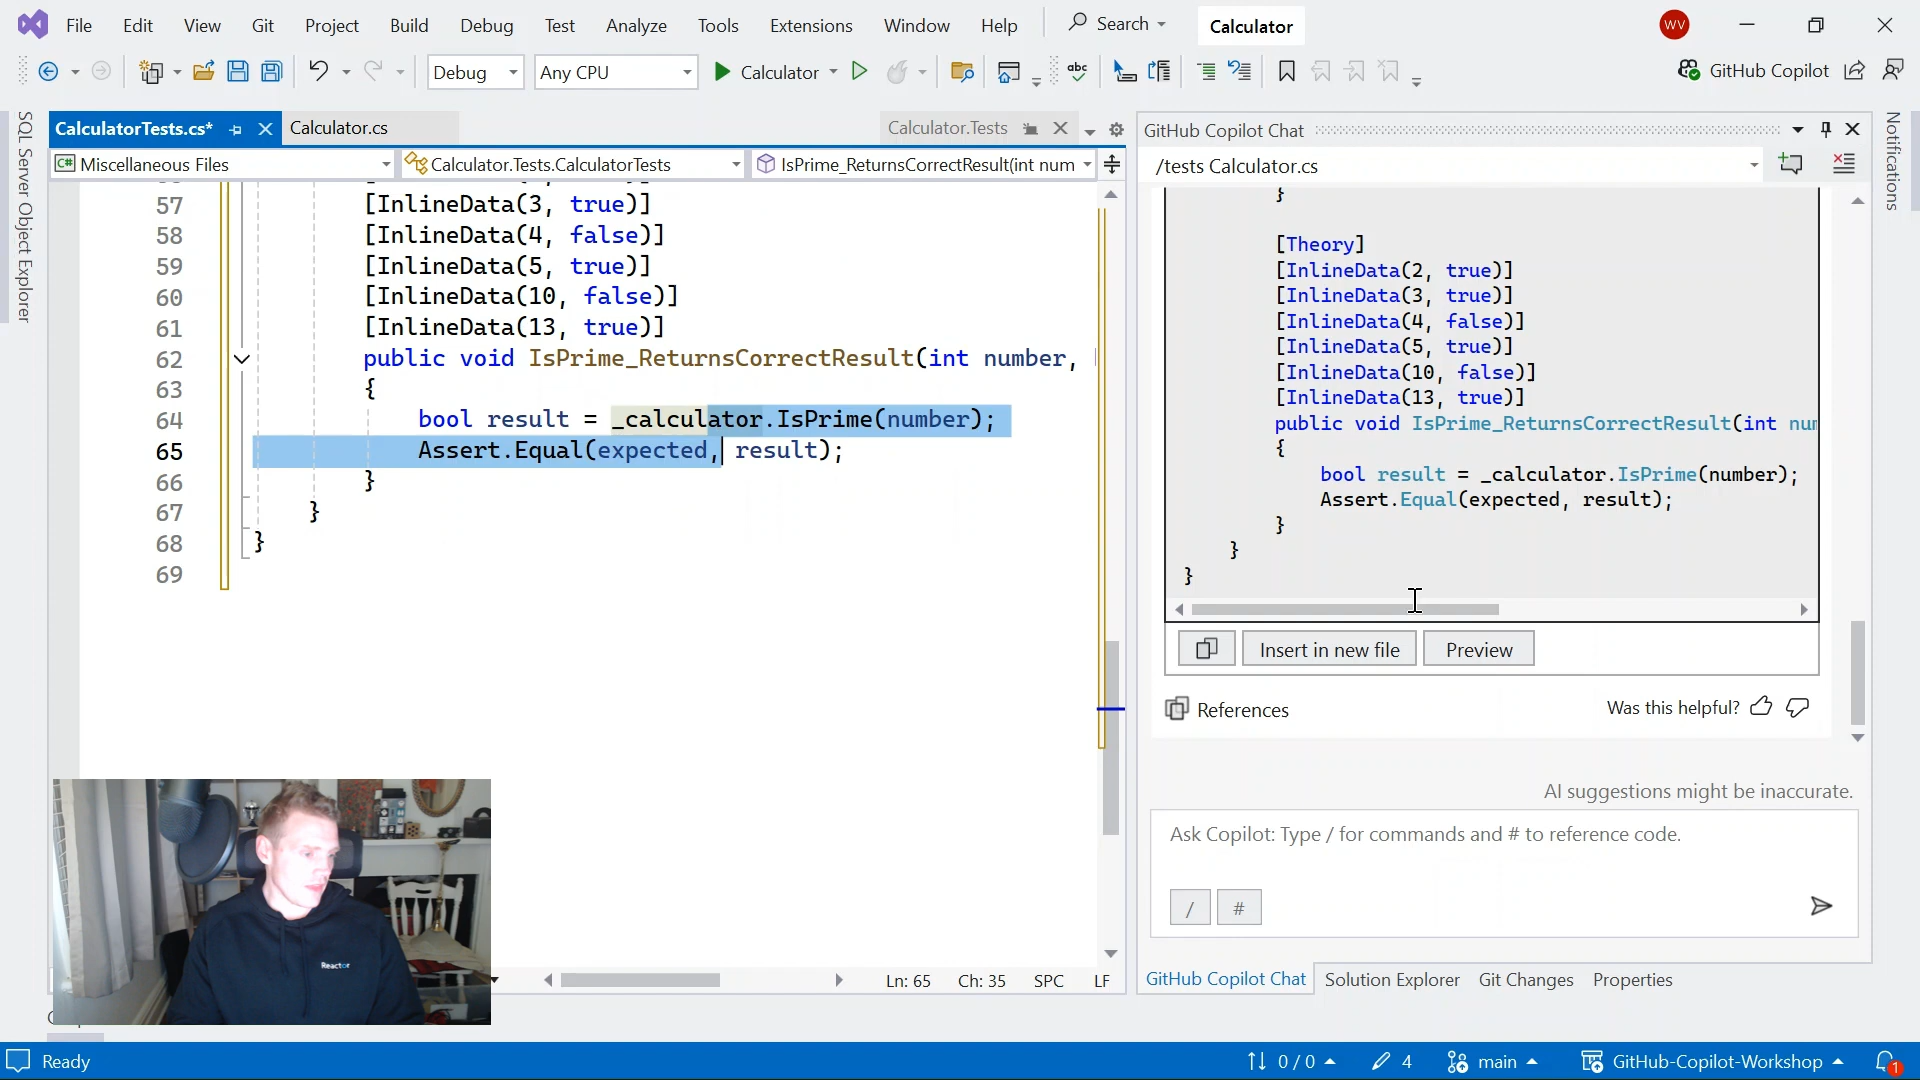 File Edit View Git Project Build Debug Test Analyze Tools Extensions Window Help Search Calculator WV
Debug Any CPU Calculator abc GitHub Copilot
SQL Server Object Explorer
CalculatorTests.cs* Calculator.cs Calculator.Tests
C# Miscellaneous Files Calculator.Tests.CalculatorTests IsPrime_ReturnsCorrectResult(int num
57 [InlineData(3, true)]
58 [InlineData(4, false)]
59 [InlineData(5, true)]
60 [InlineData(10, false)]
61 [InlineData(13, true)]
62 public void IsPrime_ReturnsCorrectResult(int number,
63 {
64 bool result = _calculator.IsPrime(number);
65 Assert.Equal(expected, result);
66 }
67 }
68 }
69
Reactor
Ln: 65 Ch: 35 SPC LF
GitHub Copilot Chat
/tests Calculator.cs
}
[Theory]
[InlineData(2, true)]
[InlineData(3, true)]
[InlineData(4, false)]
[InlineData(5, true)]
[InlineData(10, false)]
[InlineData(13, true)]
public void IsPrime_ReturnsCorrectResult(int num
{
bool result = _calculator.IsPrime(number);
Assert.Equal(expected, result);
}
}
}
Insert in new file Preview
References Was this helpful?
AI suggestions might be inaccurate.
Ask Copilot: Type / for commands and # to reference code.
/ #
GitHub Copilot Chat Solution Explorer Git Changes Properties
Notifications
Ready 0 / 0 4 main GitHub-Copilot-Workshop 1